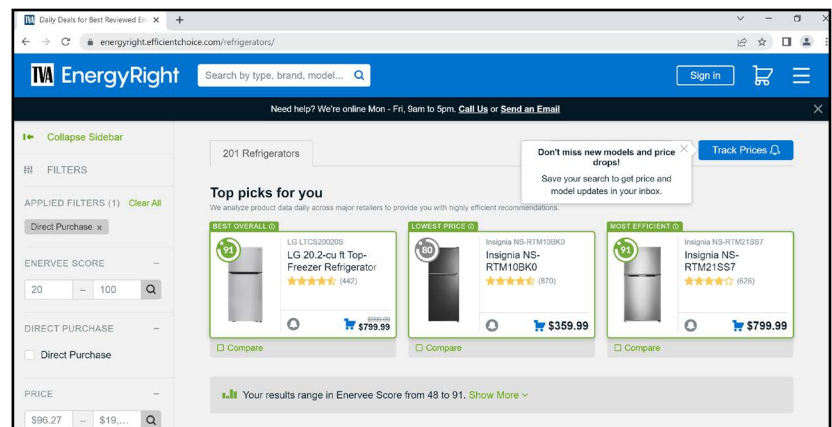 Daily Deals for Best Reviewed En
energyright.efficientchoice.com/refrigerators/
TVA EnergyRight
Search by type, brand, model...
Sign in
Need help? We're online Mon - Fri, 9am to 5pm. Call Us or Send an Email
Collapse Sidebar
FILTERS
APPLIED FILTERS (1) Clear All
Direct Purchase x
ENERVEE SCORE
20 – 100
DIRECT PURCHASE
Direct Purchase
PRICE
$96.27 – $19,...
201 Refrigerators
Don't miss new models and price
drops!
Save your search to get price and
model updates in your inbox.
Track Prices
Top picks for you
We analyze product data daily across major retailers to provide you with highly efficient recommendations.
BEST OVERALL
91
LG LTCS20020S
LG 20.2-cu ft Top-
Freezer Refrigerator
(442)
$999.99
$799.99
Compare
LOWEST PRICE
80
Insignia NS-RTM10BK0
Insignia NS-
RTM10BK0
(870)
$359.99
Compare
MOST EFFICIENT
91
Insignia NS-RTM21SS7
Insignia NS-
RTM21SS7
(626)
$799.99
Compare
Your results range in Enervee Score from 48 to 91. Show More